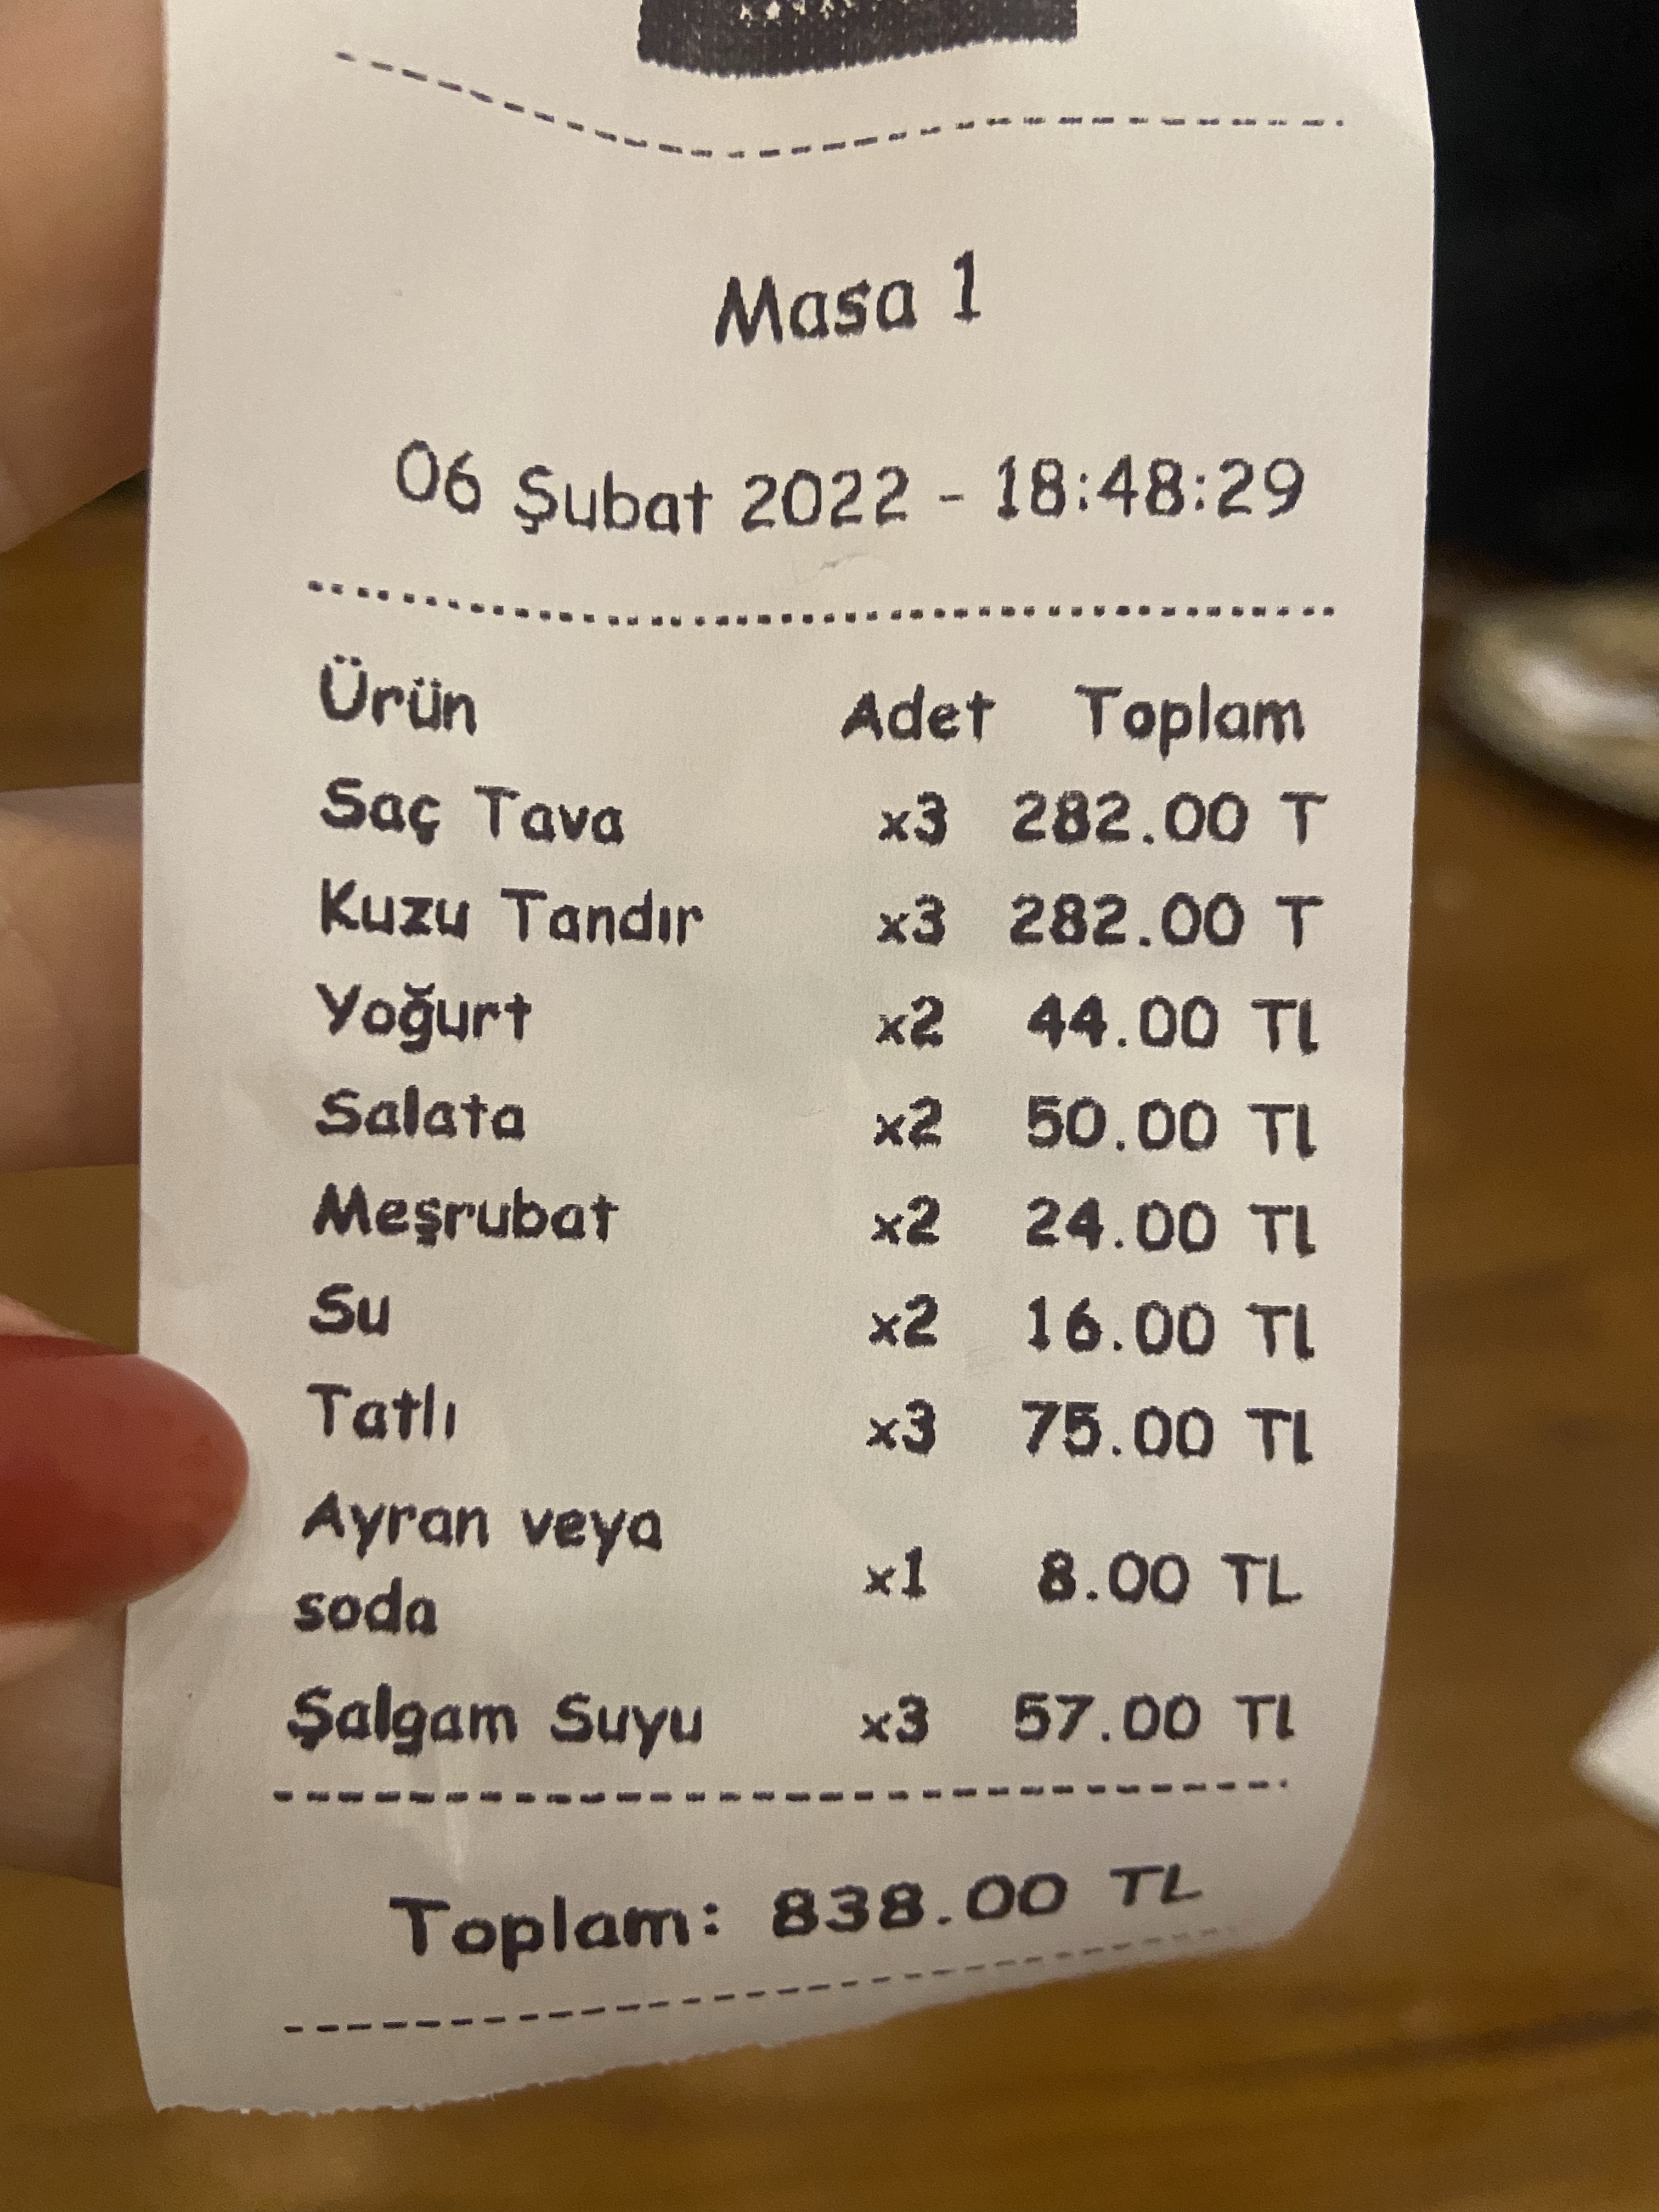 Masa 1
06 Şubat 2022 - 18:48:29
Ürün Adet Toplam
Saç Tava x3 282.00 T
Kuzu Tandır x3 282.00 T
Yoğurt x2 44.00 Tl
Salata x2 50.00 Tl
Meşrubat x2 24.00 Tl
Su x2 16.00 Tl
Tatlı x3 75.00 Tl
Ayran veya
soda x1 8.00 TL
Şalgam Suyu x3 57.00 Tl
Toplam: 838.00 TL